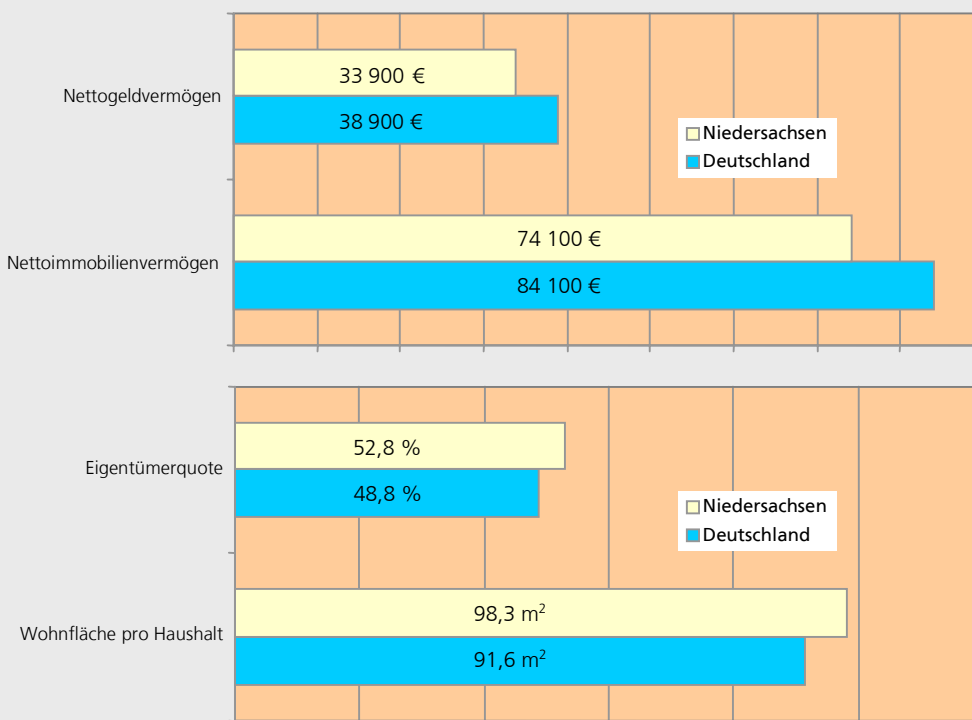 Nettogeldvermögen
33 900 €
38 900 €
Niedersachsen
Deutschland
Nettoimmobilienvermögen
74 100 €
84 100 €
Eigentümerquote
52,8 %
48,8 %
Niedersachsen
Deutschland
Wohnfläche pro Haushalt
98,3 m²
91,6 m²